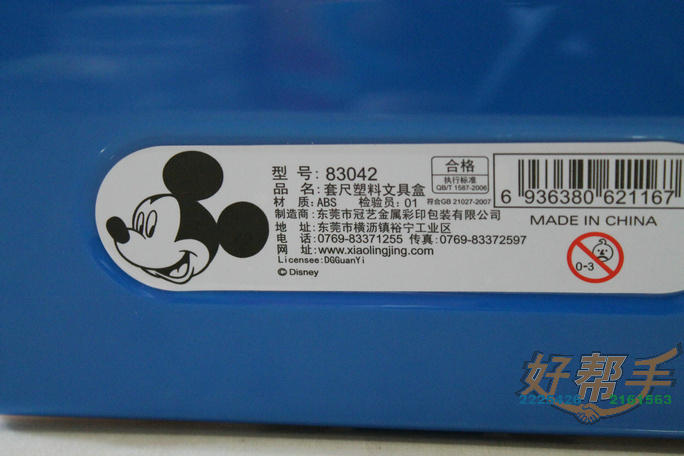 型 号: 83042
品 名: 套尺塑料文具盒
材 质: ABS 检验员: 01
制造商: 东莞市冠艺金属彩印包装有限公司
地 址: 东莞市横沥镇裕宁工业区
电 话: 0769-83371255 传真: 0769-83372597
网 址: www.xiaolingjing.com
Licensee: DGGuanYi
© Disney
合格
执行标准
QB/T 1587-2006
符合GB 21027-2007
6 936380 621167
MADE IN CHINA
0-3
好帮手